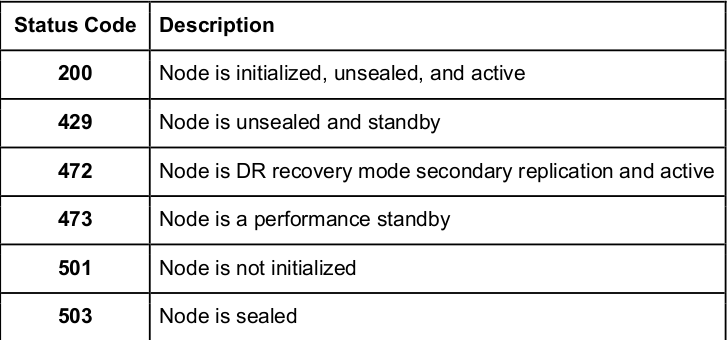 Status Code Description
200 Node is initialized, unsealed, and active
429 Node is unsealed and standby
472 Node is DR recovery mode secondary replication and active
473 Node is a performance standby
501 Node is not initialized
503 Node is sealed